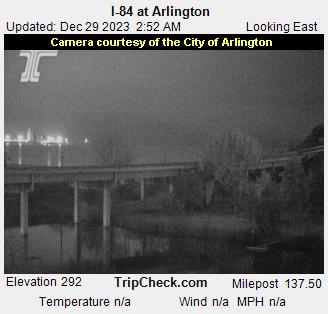 I-84 at Arlington
Updated: Dec 29 2023 2:52 AM Looking East
Camera courtesy of the City of Arlington
Elevation 292 TripCheck.com Milepost 137.50
Temperature n/a Wind n/a MPH n/a